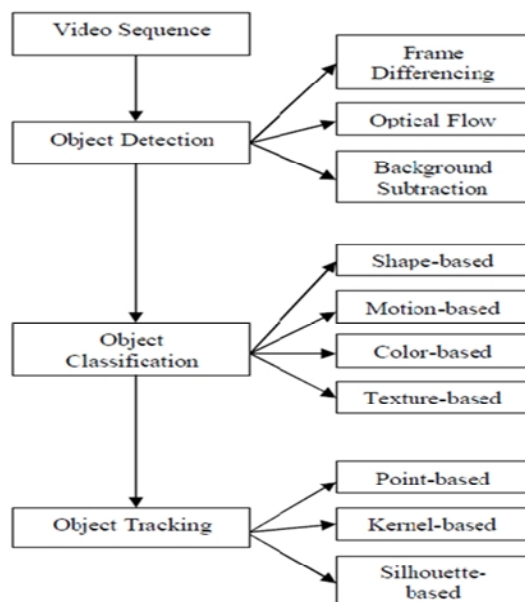 Video Sequence
Frame
Differencing
Object Detection
Optical Flow
Background
Subtraction
Shape-based
Motion-based
Object
Classification
Color-based
Texture-based
Point-based
Object Tracking
Kernel-based
Silhouette-
based